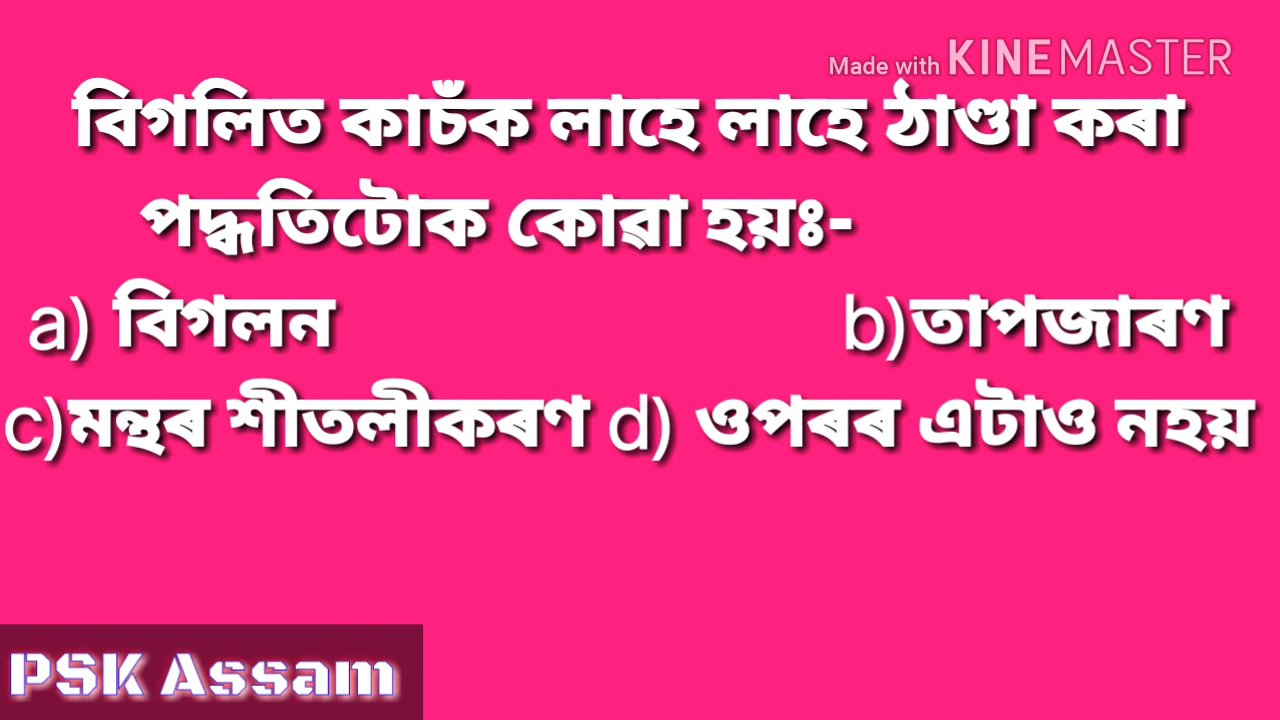 Made with KINEMASTER
বিগলিত কাচঁক লাহে লাহে ঠাণ্ডা কৰা
পদ্ধতিটোক কোৱা হয়ঃ-
a) বিগলন b)তাপজাৰণ
c)মন্থৰ শীতলীকৰণ d) ওপৰৰ এটাও নহয়
PSK Assam